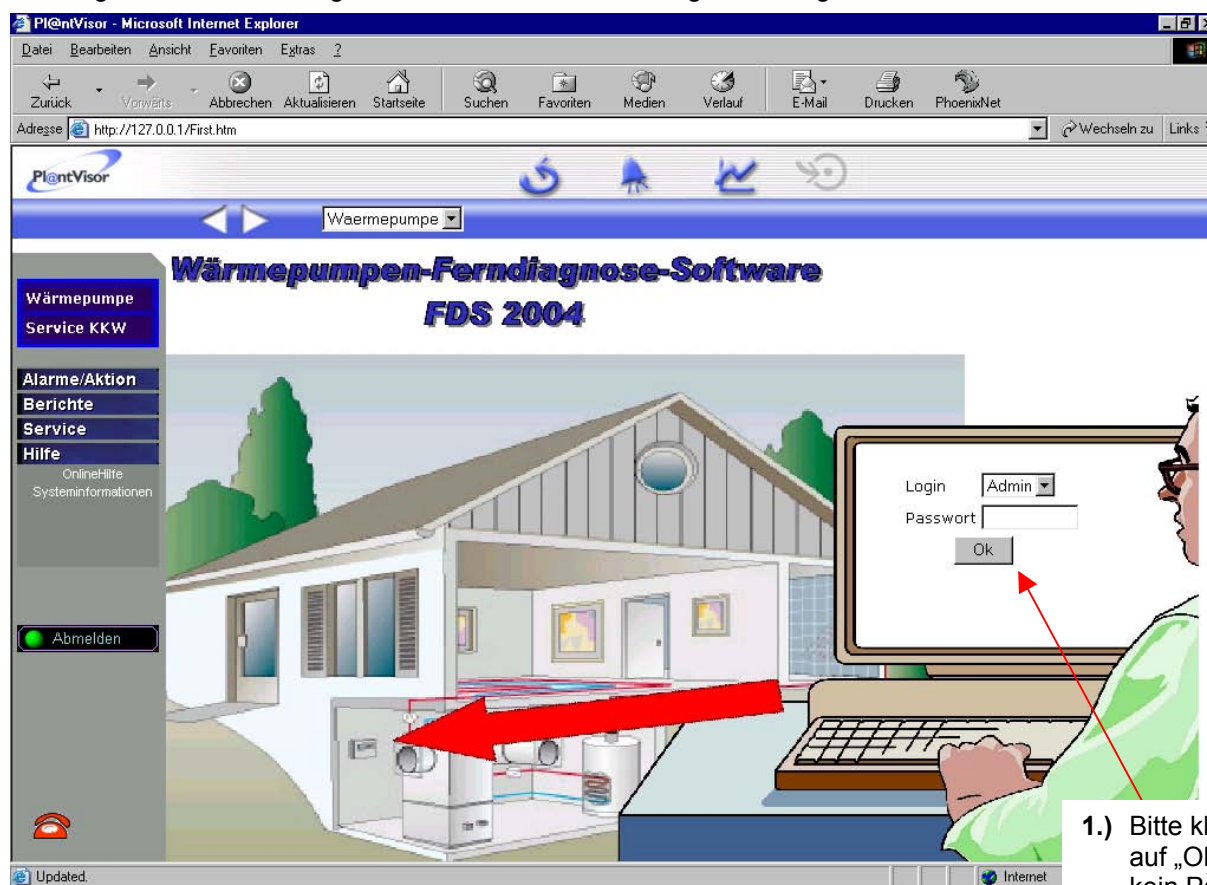 Pl@ntVisor - Microsoft Internet Explorer
Datei Bearbeiten Ansicht Favoriten Extras ?
Zurück Vorwärts Abbrechen Aktualisieren Startseite Suchen Favoriten Medien Verlauf E-Mail Drucken PhoenixNet
Adresse http://127.0.0.1/First.htm Wechseln zu Links
Pl@ntVisor
Waermepumpe
Wärmepumpen-Ferndiagnose-Software
FDS 2004
Wärmepumpe
Service KKW
Alarme/Aktion
Berichte
Service
Hilfe
OnlineHilfe
Systeminformationen
Abmelden
Login Admin
Passwort
Ok
1.) Bitte
auf
kein
Updated. Internet